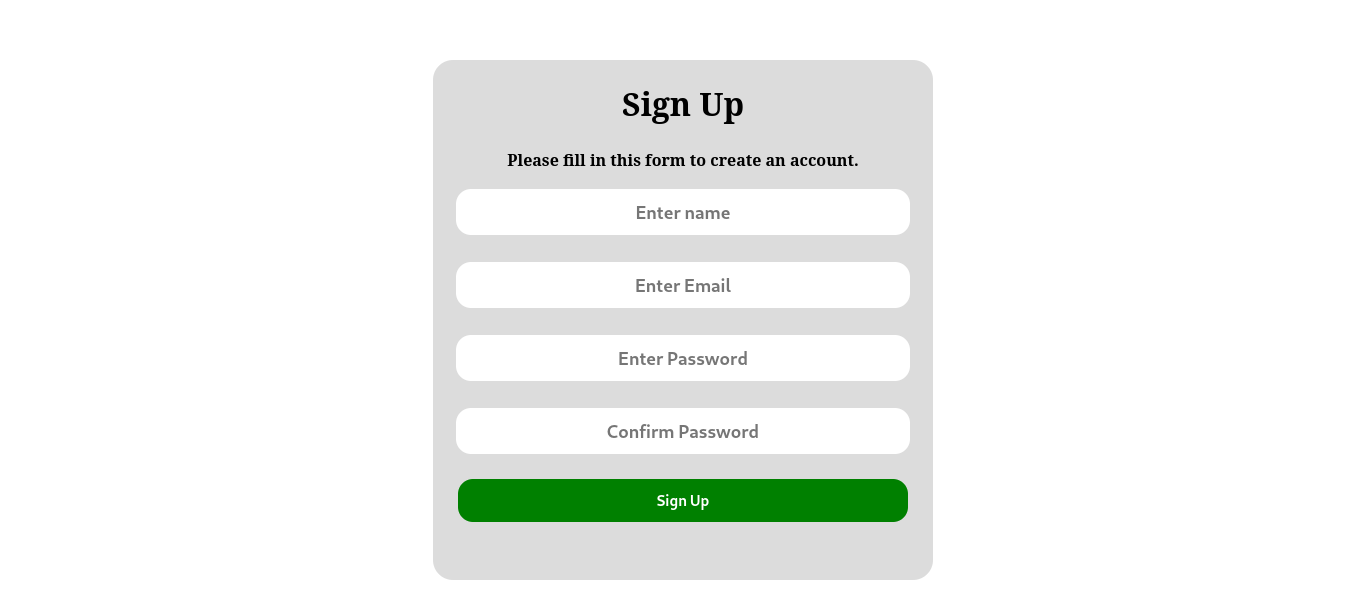 Sign Up
Please fill in this form to create an account.
Enter name
Enter Email
Enter Password
Confirm Password
Sign Up